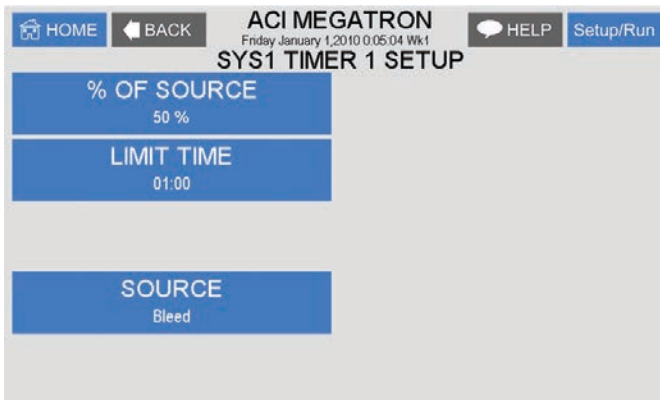 HOME
BACK
ACI MEGATRON
Friday January 1,2010 0:05:04 Wk1
HELP
Setup/Run
SYS1 TIMER 1 SETUP
% OF SOURCE
50 %
LIMIT TIME
01:00
SOURCE
Bleed